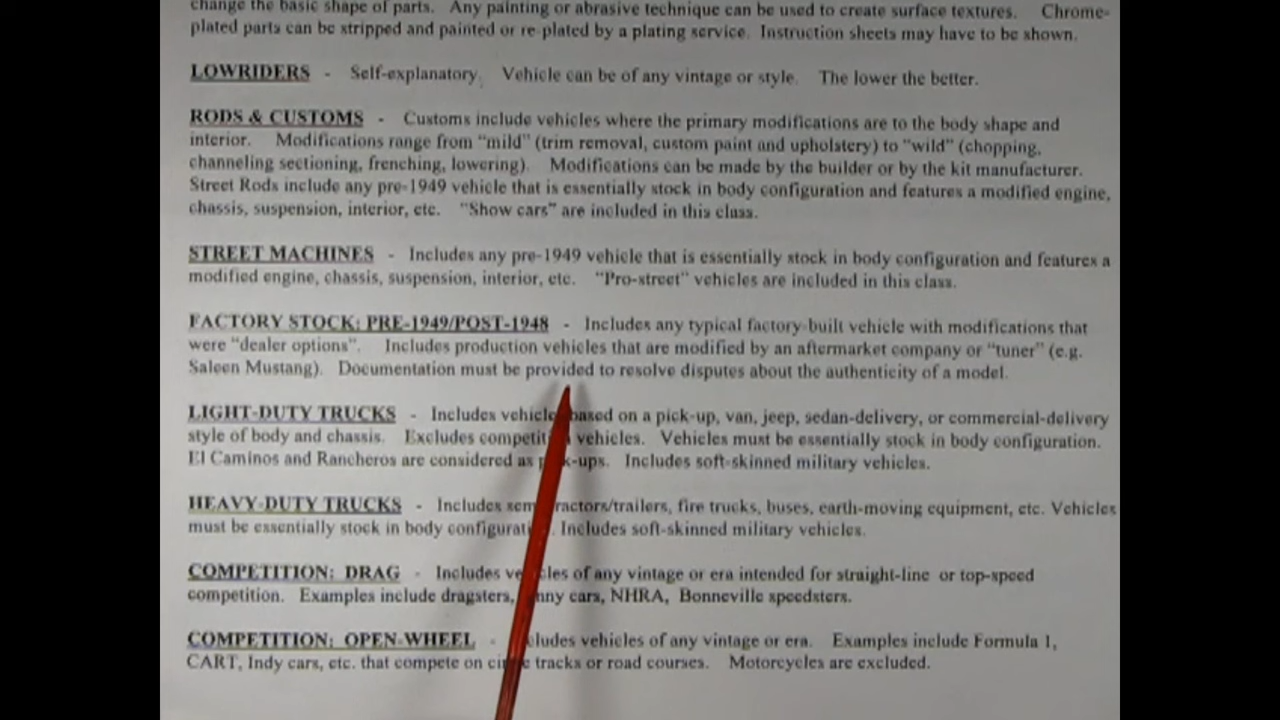 change the basic shape of parts. Any painting or abrasive technique can be used to create surface textures. Chrome-
plated parts can be stripped and painted or re-plated by a plating service. Instruction sheets may have to be shown.
LOWRIDERS - Self-explanatory. Vehicle can be of any vintage or style. The lower the better.
RODS & CUSTOMS - Customs include vehicles where the primary modifications are to the body shape and
interior. Modifications range from "mild" (trim removal, custom paint and upholstery) to "wild" (chopping,
channeling sectioning, frenching, lowering). Modifications can be made by the builder or by the kit manufacturer.
Street Rods include any pre-1949 vehicle that is essentially stock in body configuration and features a modified engine,
chassis, suspension, interior, etc. "Show cars" are included in this class.
STREET MACHINES - Includes any pre-1949 vehicle that is essentially stock in body configuration and features a
modified engine, chassis, suspension, interior, etc. "Pro-street" vehicles are included in this class.
FACTORY STOCK: PRE-1949/POST-1948 - Includes any typical factory-built vehicle with modifications that
were "dealer options". Includes production vehicles that are modified by an aftermarket company or "tuner" (e.g.
Saleen Mustang). Documentation must be provided to resolve disputes about the authenticity of a model.
LIGHT-DUTY TRUCKS - Includes vehicle based on a pick-up, van, jeep, sedan-delivery, or commercial-delivery
style of body and chassis. Excludes competiti vehicles. Vehicles must be essentially stock in body configuration.
El Caminos and Rancheros are considered as p k-ups. Includes soft-skinned military vehicles.
HEAVY-DUTY TRUCKS - Includes sem ractors/trailers, fire trucks, buses, earth-moving equipment, etc. Vehicles
must be essentially stock in body configurati . Includes soft-skinned military vehicles.
COMPETITION: DRAG - Includes ve cles of any vintage or era intended for straight-line or top-speed
competition. Examples include dragsters, nny cars, NHRA, Bonneville speedsters.
COMPETITION: OPEN-WHEEL - cludes vehicles of any vintage or era. Examples include Formula 1,
CART, Indy cars, etc. that compete on ci e tracks or road courses. Motorcycles are excluded.